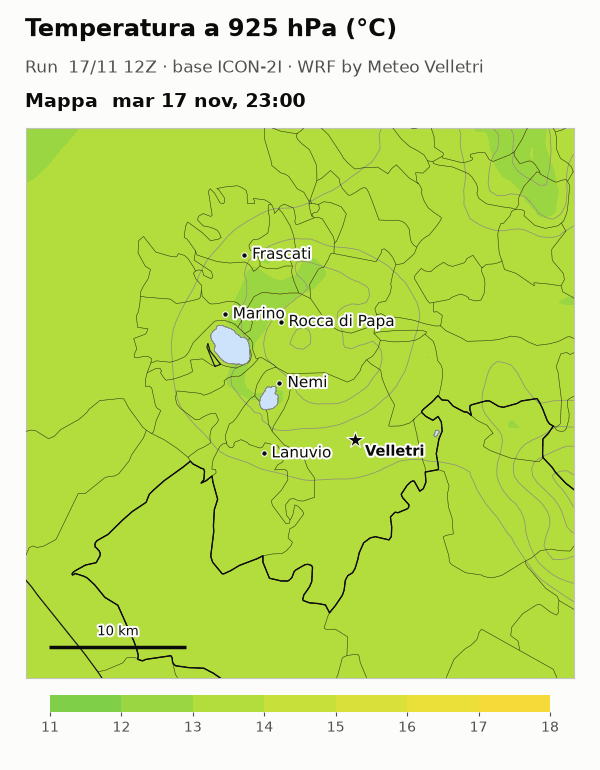 Temperatura a 925 hPa (°C)
Run  17/11 12Z · base ICON-2I · WRF by Meteo Velletri
Mappa  mar 17 nov, 23:00
Frascati
Marino
Rocca di Papa
Nemi
Velletri
Lanuvio
10 km
11 12 13 14 15 16 17 18